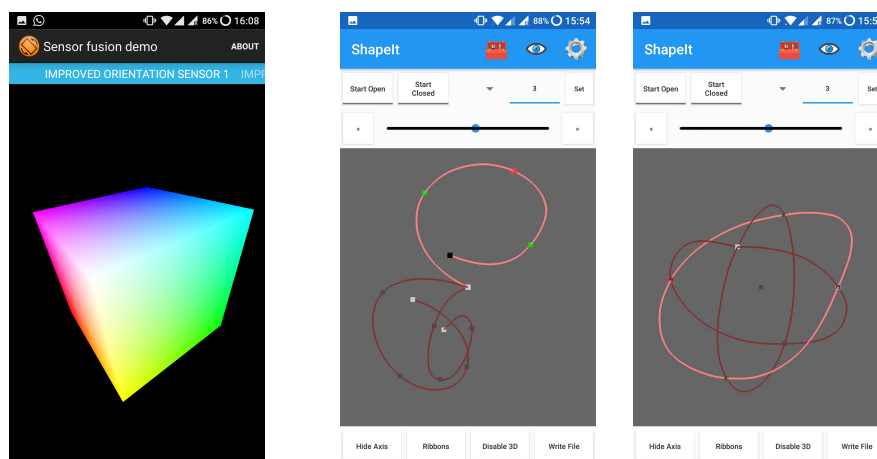 86% 16:08
Sensor fusion demo ABOUT
IMPROVED ORIENTATION SENSOR 1 IMPR
88% 15:54
ShapeIt
Start Open Start Closed 3 Set
« »
Hide Axis Ribbons Disable 3D Write File
87% 15:5
ShapeIt
Start Open Start Closed 3 Set
« »
Hide Axis Ribbons Disable 3D Write File